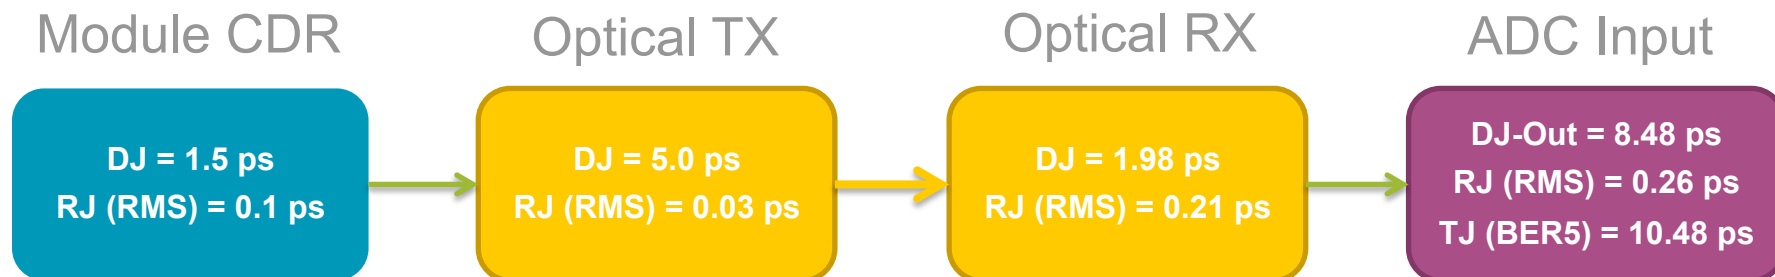 Module CDR
DJ = 1.5 ps
RJ (RMS) = 0.1 ps
Optical TX
DJ = 5.0 ps
RJ (RMS) = 0.03 ps
Optical RX
DJ = 1.98 ps
RJ (RMS) = 0.21 ps
ADC Input
DJ-Out = 8.48 ps
RJ (RMS) = 0.26 ps
TJ (BER5) = 10.48 ps